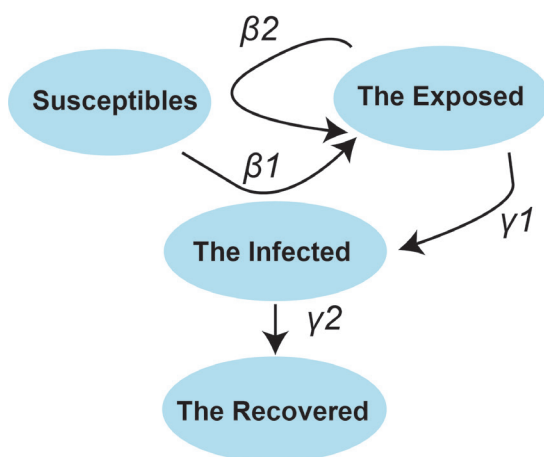 β2
Susceptibles
The Exposed
β1
γ1
The Infected
γ2
The Recovered